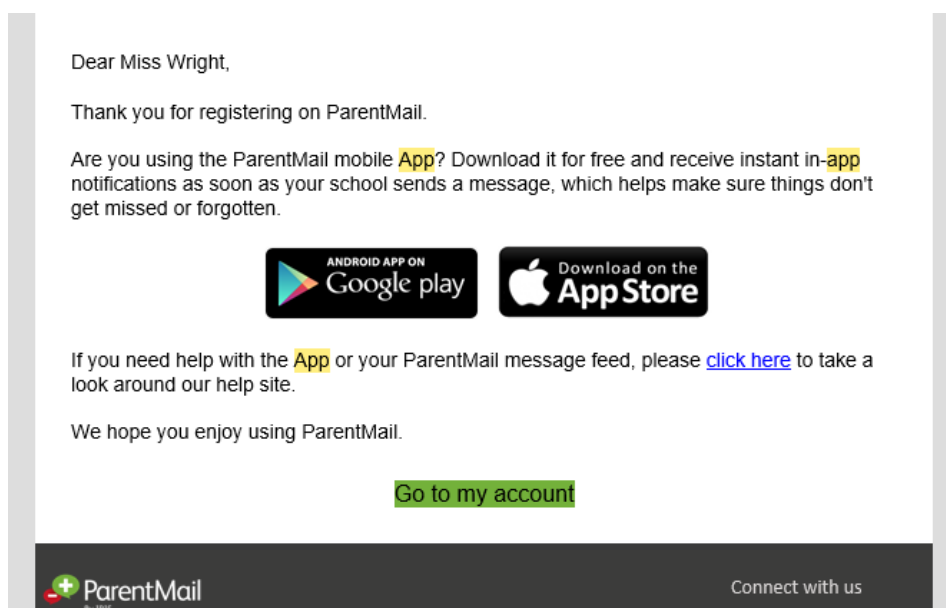 Dear Miss Wright,
Thank you for registering on ParentMail.
Are you using the ParentMail mobile App? Download it for free and receive instant in-app
notifications as soon as your school sends a message, which helps make sure things don't
get missed or forgotten.
ANDROID APP ON
Google play
Download on the
App Store
If you need help with the App or your ParentMail message feed, please click here to take a
look around our help site.
We hope you enjoy using ParentMail.
Go to my account
ParentMail
Connect with us